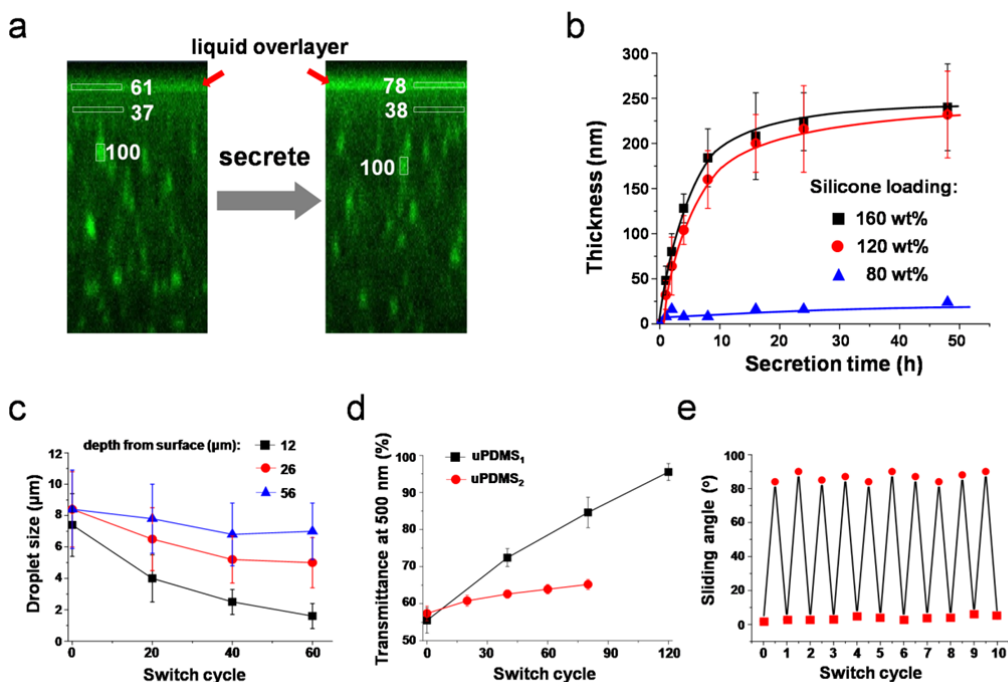 a
liquid overlayer
61
37
100
secrete
78
38
100
b
Thickness (nm)
300
250
200
150
100
50
0
Silicone loading:
160 wt%
120 wt%
80 wt%
0 10 20 30 40 50
Secretion time (h)
c
depth from surface (µm):
12
26
56
Droplet size (µm)
12
10
8
6
4
2
0
0 20 40 60
Switch cycle
d
uPDMS1
uPDMS2
Transmittance at 500 nm (%)
100
90
80
70
60
50
0 30 60 90 120
Switch cycle
e
Sliding angle (°)
100
80
60
40
20
0
0 1 2 3 4 5 6 7 8 9 10
Switch cycle